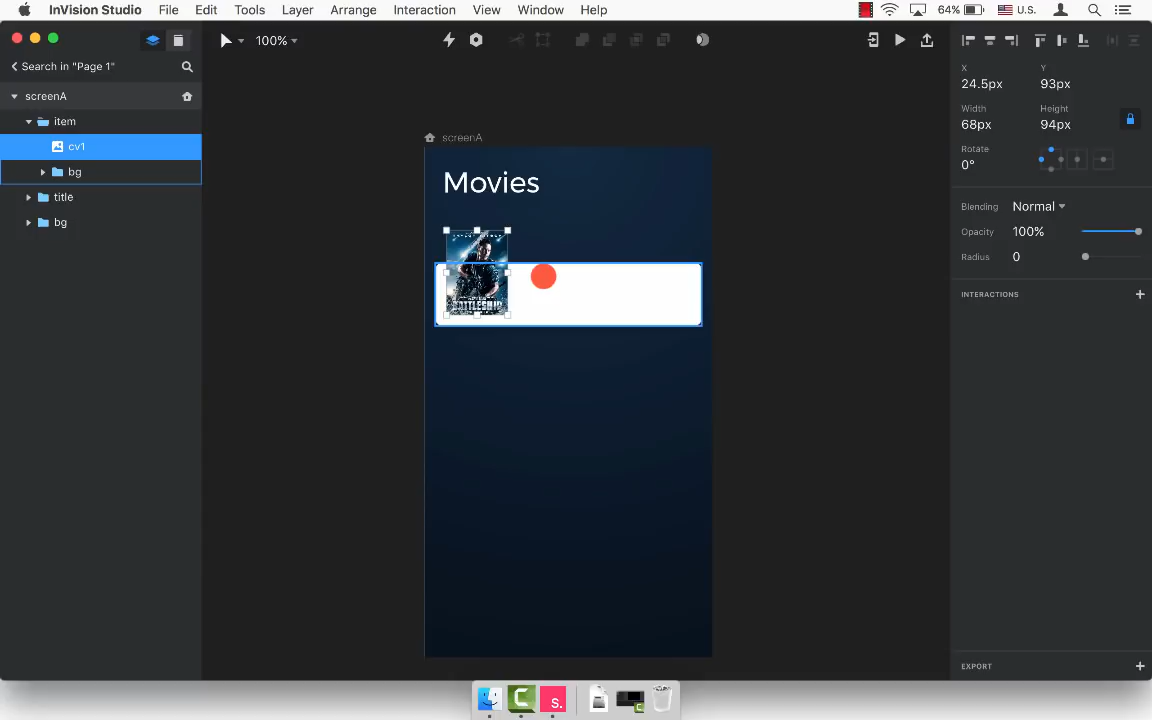 InVision Studio File Edit Tools Layer Arrange Interaction View Window Help 64% U.S.
100%
Search in "Page 1"
screenA
item
cv1
bg
title
bg
screenA
Movies
BATTLESHIP
X Y
24.5px 93px
Width Height
68px 94px
Rotate
0°
Blending Normal
Opacity 100%
Radius 0
INTERACTIONS
EXPORT
s.